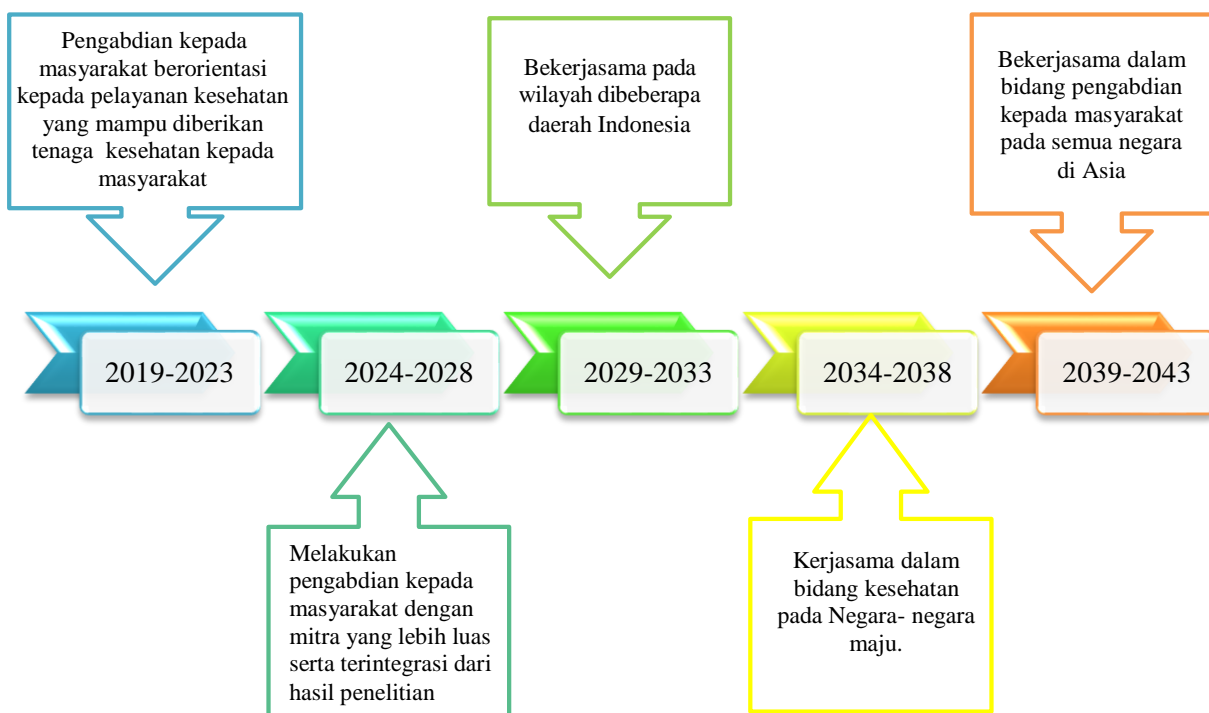 Pengabdian kepada
masyarakat berorientasi
kepada pelayanan kesehatan
yang mampu diberikan
tenaga kesehatan kepada
masyarakat
Bekerjasama pada
wilayah dibeberapa
daerah Indonesia
Bekerjasama dalam
bidang pengabdian
kepada masyarakat
pada semua negara
di Asia
2019-2023
2024-2028
2029-2033
2034-2038
2039-2043
Melakukan
pengabdian kepada
masyarakat dengan
mitra yang lebih luas
serta terintegrasi dari
hasil penelitian
Kerjasama dalam
bidang kesehatan
pada Negara- negara
maju.